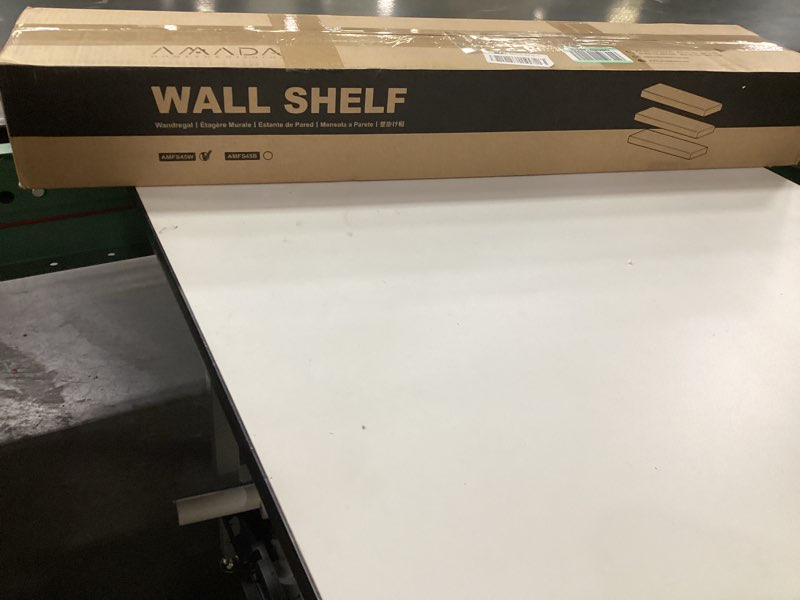 AMADA
WALL SHELF
Wandregal | Étagère Murale | Estante de Pared | Mensola a Parete | 壁掛け棚
AMFS45W AMFS45B